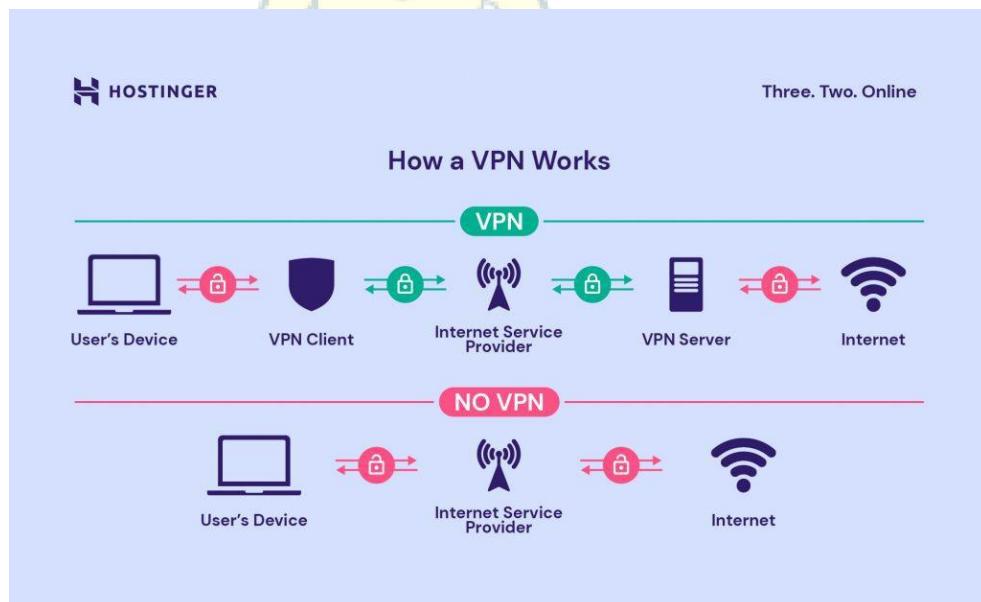 HOSTINGER
Three. Two. Online
How a VPN Works
VPN
User's Device
VPN Client
Internet Service
Provider
VPN Server
Internet
NO VPN
User's Device
Internet Service
Provider
Internet